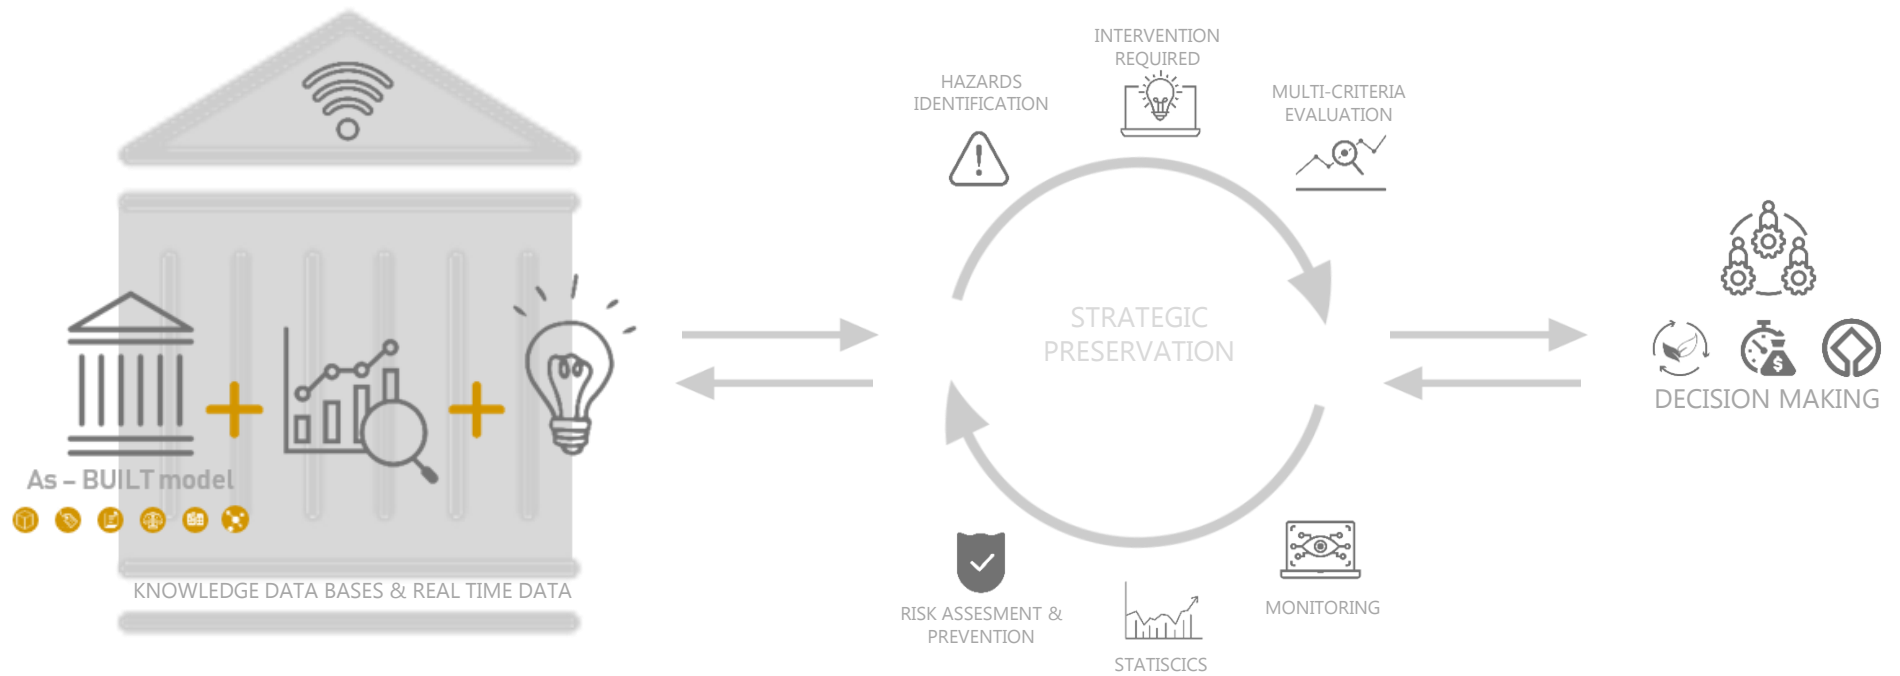 As – BUILT model
KNOWLEDGE DATA BASES & REAL TIME DATA
HAZARDS
IDENTIFICATION
INTERVENTION
REQUIRED
MULTI-CRITERIA
EVALUATION
STRATEGIC
PRESERVATION
RISK ASSESMENT &
PREVENTION
STATISCICS
MONITORING
$
DECISION MAKING